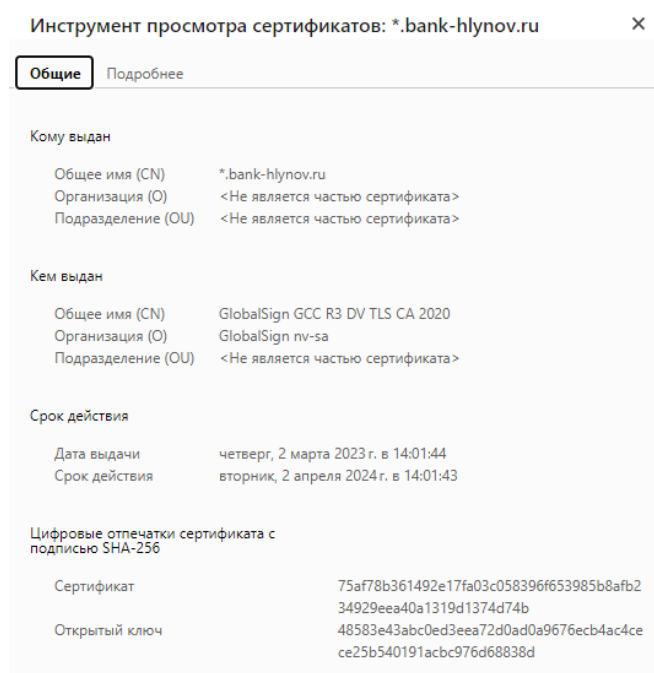 Инструмент просмотра сертификатов: *.bank-hlynov.ru
Общие Подробнее
Кому выдан
Общее имя (CN) *.bank-hlynov.ru
Организация (O) <Не является частью сертификата>
Подразделение (OU) <Не является частью сертификата>
Кем выдан
Общее имя (CN) GlobalSign GCC R3 DV TLS CA 2020
Организация (O) GlobalSign nv-sa
Подразделение (OU) <Не является частью сертификата>
Срок действия
Дата выдачи четверг, 2 марта 2023 г. в 14:01:44
Срок действия вторник, 2 апреля 2024 г. в 14:01:43
Цифровые отпечатки сертификата с
подписью SHA-256
Сертификат 75af78b361492e17fa03c058396f653985b8afb2
34929eea40a1319d1374d74b
Открытый ключ 48583e43abc0ed3eea72d0ad0a9676ecb4ac4ce
ce25b540191acbc976d68838d